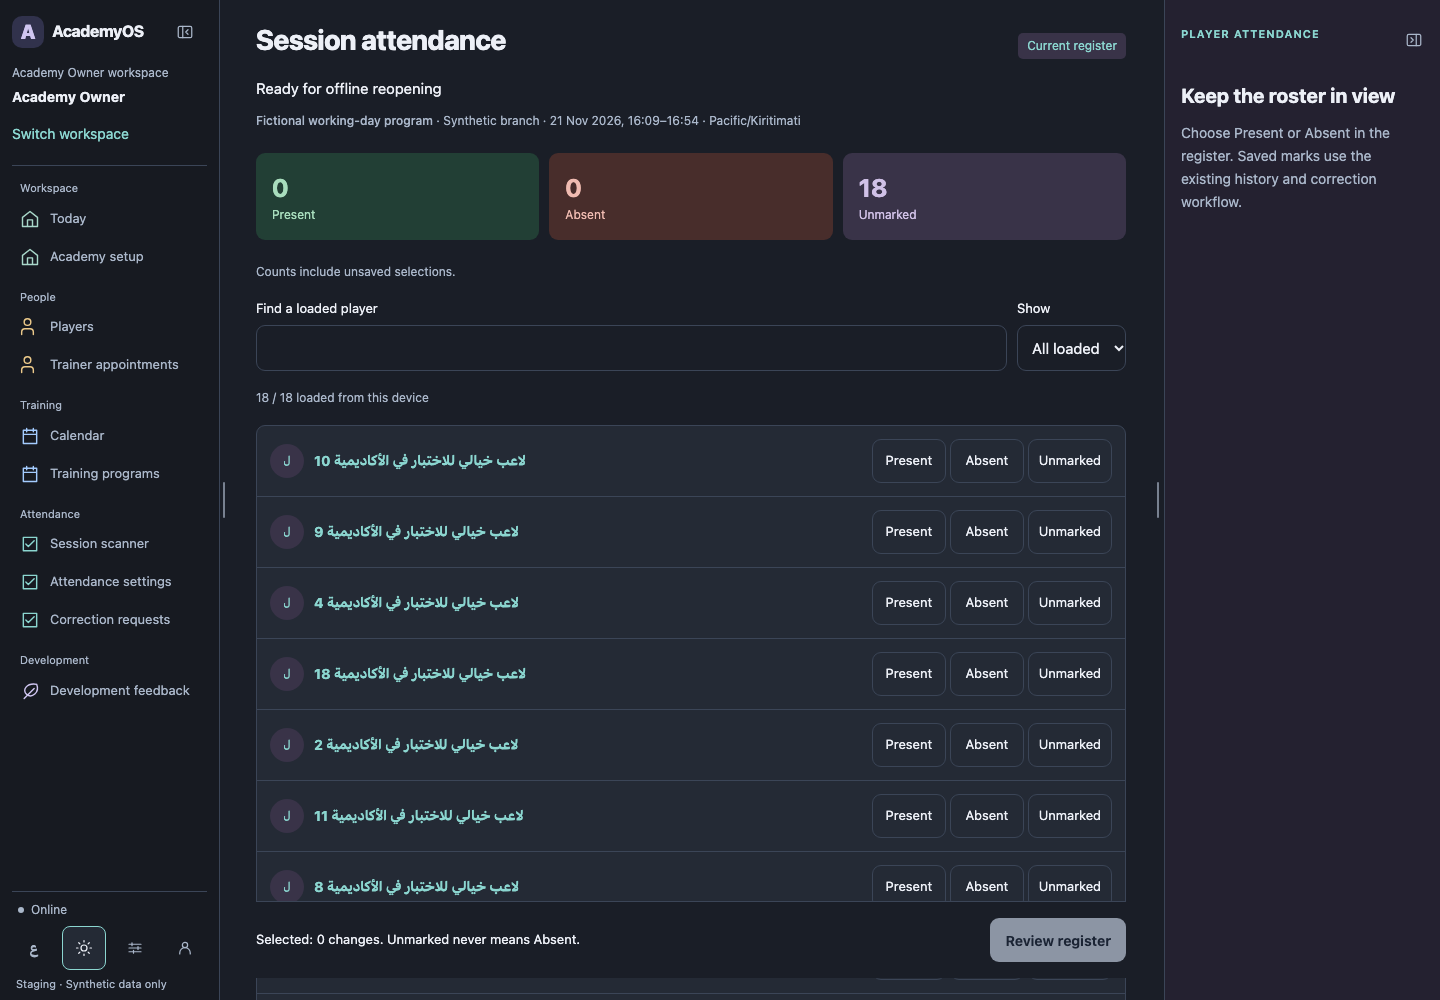 A AcademyOS
Academy Owner workspace
Academy Owner
Switch workspace
Workspace
Today
Academy setup
People
Players
Trainer appointments
Training
Calendar
Training programs
Attendance
Session scanner
Attendance settings
Correction requests
Development
Development feedback
Online
ع
Staging · Synthetic data only
Session attendance
Current register
Ready for offline reopening
Fictional working-day program · Synthetic branch · 21 Nov 2026, 16:09–16:54 · Pacific/Kiritimati
0
Present
0
Absent
18
Unmarked
Counts include unsaved selections.
Find a loaded player
Show
All loaded
18 / 18 loaded from this device
ل لاعب خيالي للاختبار في الأكاديمية 10 Present Absent Unmarked
ل لاعب خيالي للاختبار في الأكاديمية 9 Present Absent Unmarked
ل لاعب خيالي للاختبار في الأكاديمية 4 Present Absent Unmarked
ل لاعب خيالي للاختبار في الأكاديمية 18 Present Absent Unmarked
ل لاعب خيالي للاختبار في الأكاديمية 2 Present Absent Unmarked
ل لاعب خيالي للاختبار في الأكاديمية 11 Present Absent Unmarked
ل لاعب خيالي للاختبار في الأكاديمية 8 Present Absent Unmarked
Selected: 0 changes. Unmarked never means Absent.
Review register
PLAYER ATTENDANCE
Keep the roster in view
Choose Present or Absent in the
register. Saved marks use the
existing history and correction
workflow.